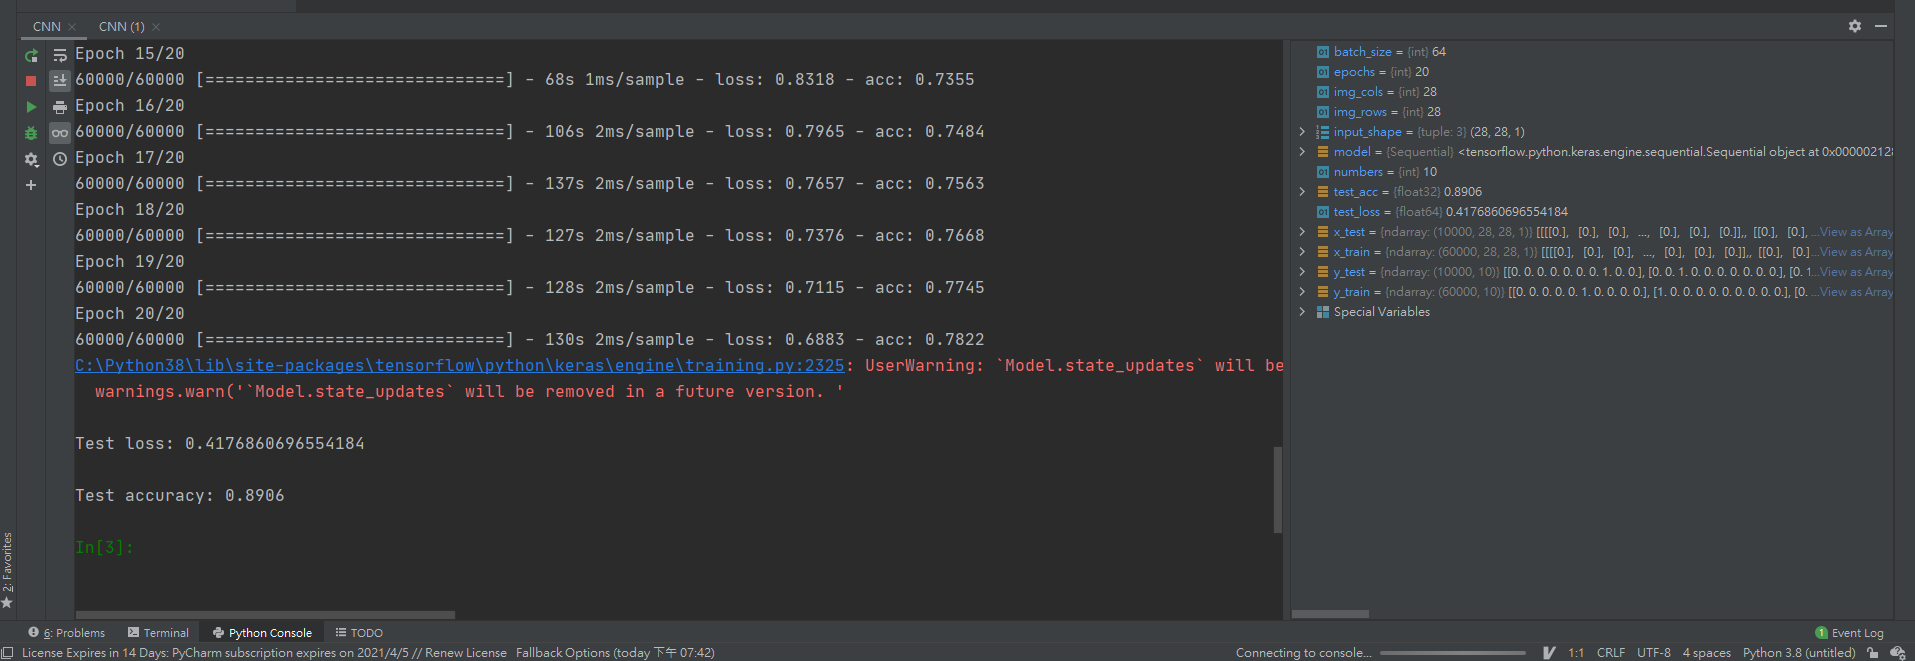 CNN CNN (1)
Epoch 15/20
60000/60000 [==============================] - 68s 1ms/sample - loss: 0.8318 - acc: 0.7355
Epoch 16/20
60000/60000 [==============================] - 106s 2ms/sample - loss: 0.7965 - acc: 0.7484
Epoch 17/20
60000/60000 [==============================] - 137s 2ms/sample - loss: 0.7657 - acc: 0.7563
Epoch 18/20
60000/60000 [==============================] - 127s 2ms/sample - loss: 0.7376 - acc: 0.7668
Epoch 19/20
60000/60000 [==============================] - 128s 2ms/sample - loss: 0.7115 - acc: 0.7745
Epoch 20/20
60000/60000 [==============================] - 130s 2ms/sample - loss: 0.6883 - acc: 0.7822
C:\Python38\lib\site-packages\tensorflow\python\keras\engine\training.py:2325: UserWarning: `Model.state_updates` will be
warnings.warn('`Model.state_updates` will be removed in a future version. '
Test loss: 0.4176860696554184
Test accuracy: 0.8906
In[3]:
batch_size = {int} 64
epochs = {int} 20
img_cols = {int} 28
img_rows = {int} 28
input_shape = {tuple: 3} (28, 28, 1)
model = {Sequential} <tensorflow.python.keras.engine.sequential.Sequential object at 0x00000212
numbers = {int} 10
test_acc = {float32} 0.8906
test_loss = {float64} 0.4176860696554184
x_test = {ndarray: (10000, 28, 28, 1)} [[[[0.], [0.], [0.], ..., [0.], [0.], [0.]],, [[0.], [0.], ...View as Array
x_train = {ndarray: (60000, 28, 28, 1)} [[[[0.], [0.], [0.], ..., [0.], [0.], [0.]],, [[0.], [0.] ...View as Array
y_test = {ndarray: (10000, 10)} [[0. 0. 0. 0. 0. 0. 0. 1. 0. 0.], [0. 0. 1. 0. 0. 0. 0. 0. 0. 0.], [0. 1...View as Array
y_train = {ndarray: (60000, 10)} [[0. 0. 0. 0. 0. 1. 0. 0. 0. 0.], [1. 0. 0. 0. 0. 0. 0. 0. 0. 0.], [0. ...View as Array
Special Variables
2: Favorites
6: Problems Terminal Python Console TODO
1 Event Log
License Expires in 14 Days: PyCharm subscription expires on 2021/4/5 // Renew License Fallback Options (today 下午 07:42)
Connecting to console... 1:1 CRLF UTF-8 4 spaces Python 3.8 (untitled)